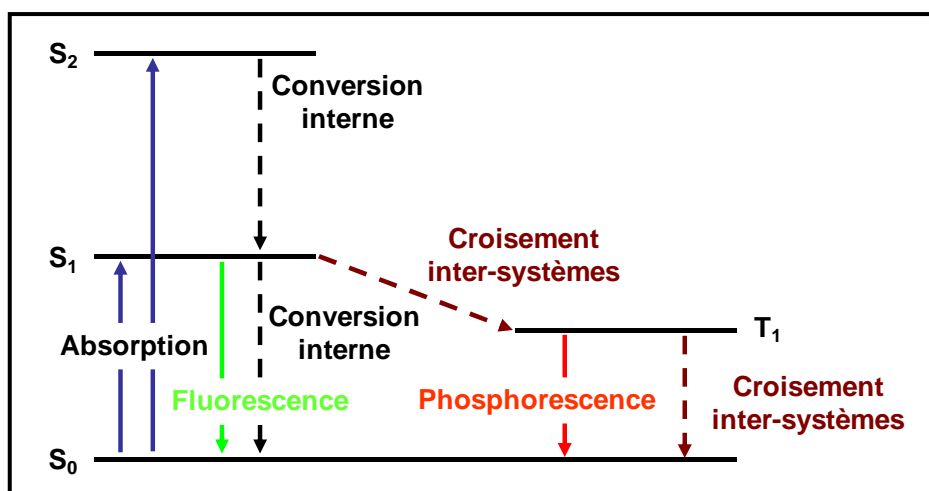 S2
Conversion
interne
Croisement
inter-systèmes
S1
Conversion
interne
T1
Absorption
Fluorescence
Phosphorescence
Croisement
inter-systèmes
S0